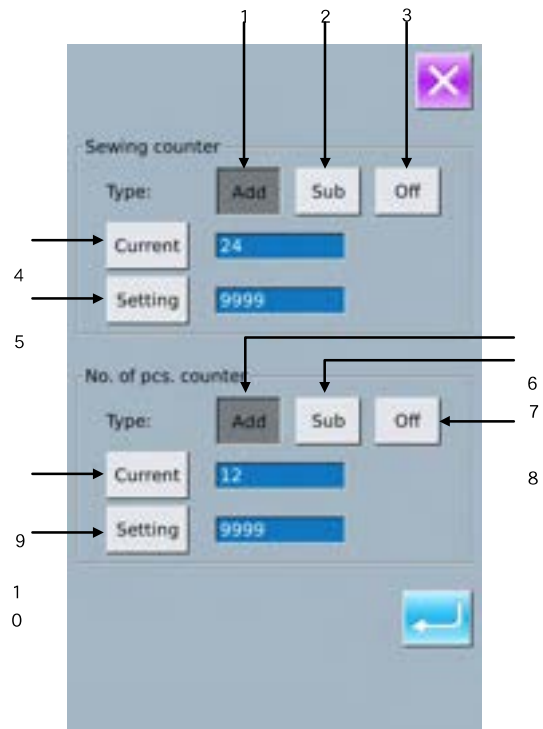 1 2 3
Sewing counter
Type: Add Sub Off
Current 24
4
Setting 9999
5
No. of pcs. counter
6
Type: Add Sub Off
7
Current 12
8
Setting 9999
9
1
0